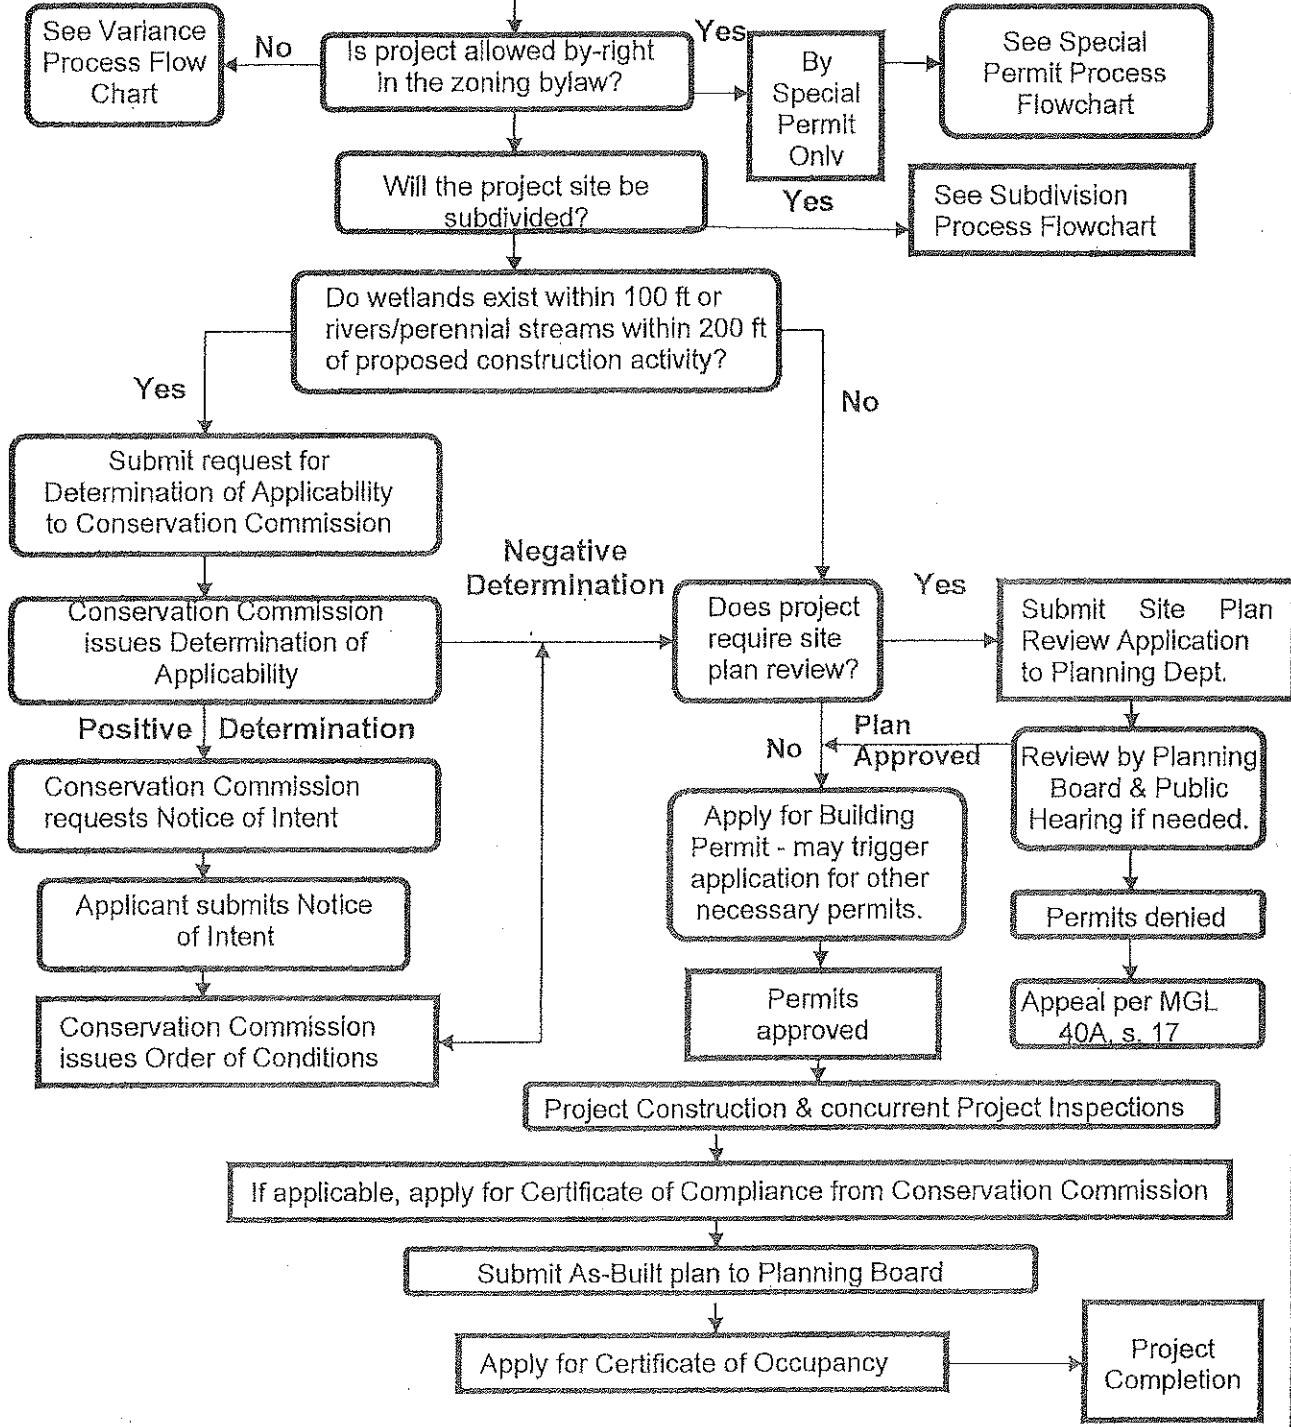 See Variance
Process Flow
Chart
No
Is project allowed by-right
in the zoning bylaw?
Yes
By
Special
Permit
Only
See Special
Permit Process
Flowchart
Will the project site be
subdivided?
Yes
See Subdivision
Process Flowchart
Do wetlands exist within 100 ft or
rivers/perennial streams within 200 ft
of proposed construction activity?
Yes
No
Submit request for
Determination of Applicability
to Conservation Commission
Conservation Commission
issues Determination of
Applicability
Negative
Determination
Does project
require site
plan review?
Yes
Submit Site Plan
Review Application
to Planning Dept.
Positive Determination
No
Plan
Approved
Review by Planning
Board & Public
Hearing if needed.
Conservation Commission
requests Notice of Intent
Apply for Building
Permit - may trigger
application for other
necessary permits.
Applicant submits Notice
of Intent
Permits denied
Conservation Commission
issues Order of Conditions
Permits
approved
Appeal per MGL
40A, s. 17
Project Construction & concurrent Project Inspections
If applicable, apply for Certificate of Compliance from Conservation Commission
Submit As-Built plan to Planning Board
Apply for Certificate of Occupancy
Project
Completion